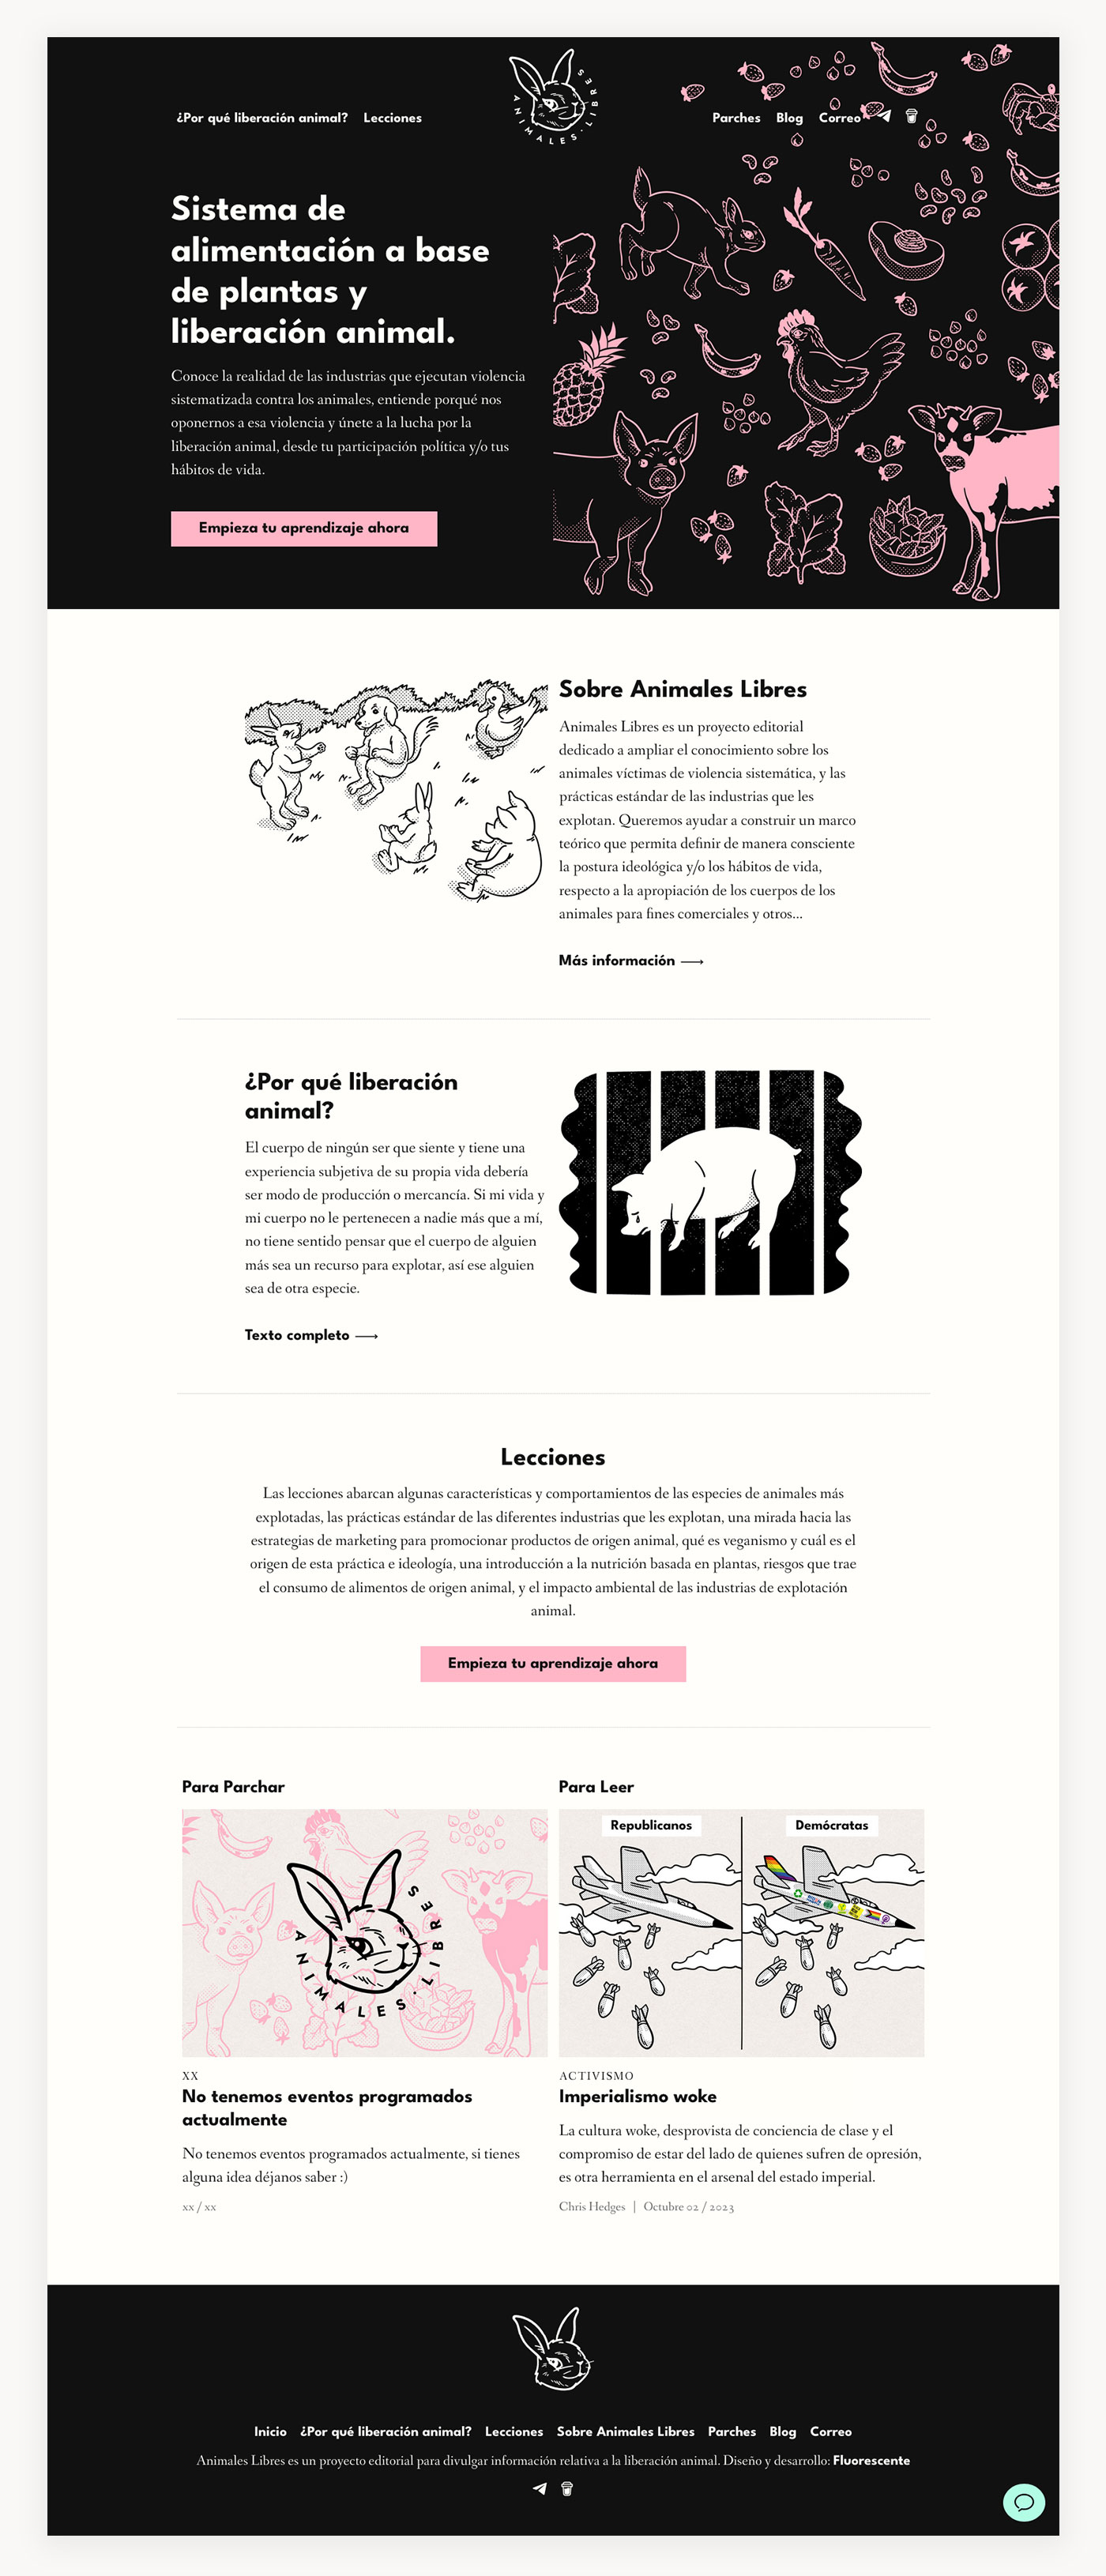 ¿Por qué liberación animal? Lecciones
ANIMALES·LIBRES
Parches Blog Correo
Sistema de
alimentación a base
de plantas y
liberación animal.
Conoce la realidad de las industrias que ejecutan violencia
sistematizada contra los animales, entiende porqué nos
oponernos a esa violencia y únete a la lucha por la
liberación animal, desde tu participación política y/o tus
hábitos de vida.
Empieza tu aprendizaje ahora
Sobre Animales Libres
Animales Libres es un proyecto editorial
dedicado a ampliar el conocimiento sobre los
animales víctimas de violencia sistemática, y las
prácticas estándar de las industrias que les
explotan. Queremos ayudar a construir un marco
teórico que permita definir de manera consciente
la postura ideológica y/o los hábitos de vida,
respecto a la apropiación de los cuerpos de los
animales para fines comerciales y otros...
Más información ⟶
¿Por qué liberación
animal?
El cuerpo de ningún ser que siente y tiene una
experiencia subjetiva de su propia vida debería
ser modo de producción o mercancía. Si mi vida y
mi cuerpo no le pertenecen a nadie más que a mí,
no tiene sentido pensar que el cuerpo de alguien
más sea un recurso para explotar, así ese alguien
sea de otra especie.
Texto completo ⟶
Lecciones
Las lecciones abarcan algunas características y comportamientos de las especies de animales más
explotadas, las prácticas estándar de las diferentes industrias que les explotan, una mirada hacia las
estrategias de marketing para promocionar productos de origen animal, qué es veganismo y cuál es el
origen de esta práctica e ideología, una introducción a la nutrición basada en plantas, riesgos que trae
el consumo de alimentos de origen animal, y el impacto ambiental de las industrias de explotación
animal.
Empieza tu aprendizaje ahora
Para Parchar
ANIMALES·LIBRES
XX
No tenemos eventos programados
actualmente
No tenemos eventos programados actualmente, si tienes
alguna idea déjanos saber :)
xx / xx
Para Leer
Republicanos
Demócratas
ACTIVISMO
Imperialismo woke
La cultura woke, desprovista de conciencia de clase y el
compromiso de estar del lado de quienes sufren de opresión,
es otra herramienta en el arsenal del estado imperial.
Chris Hedges | Octubre 02 / 2023
Inicio ¿Por qué liberación animal? Lecciones Sobre Animales Libres Parches Blog Correo
Animales Libres es un proyecto editorial para divulgar información relativa a la liberación animal. Diseño y desarrollo: Fluorescente